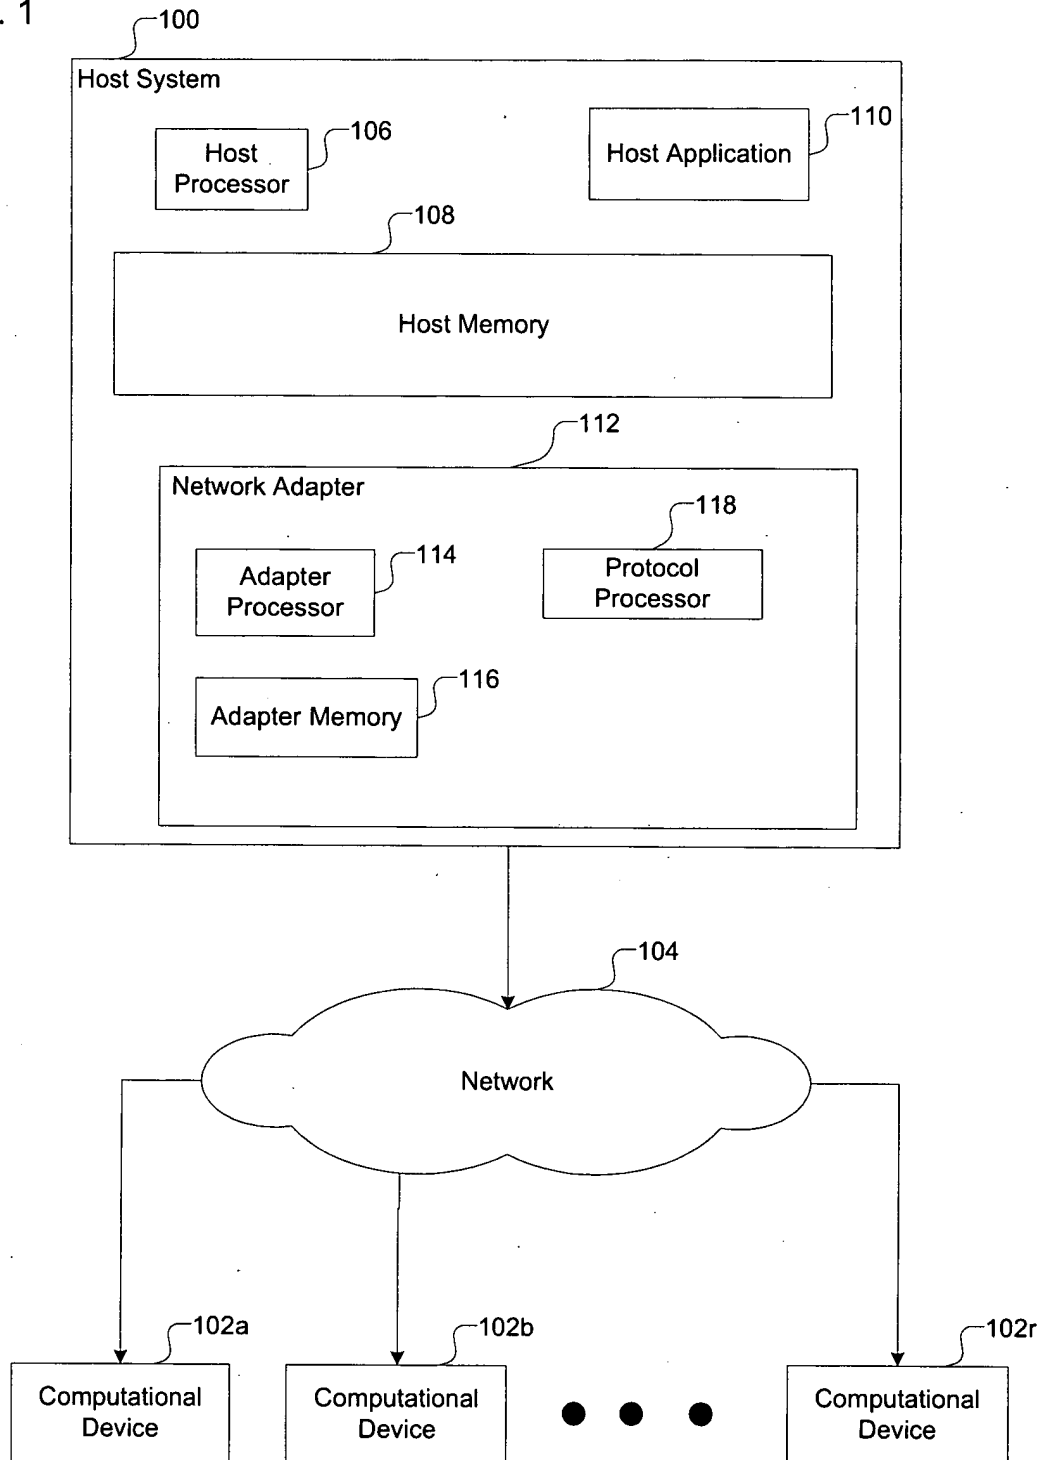 . 1
100
Host System
106
Host
Processor
110
Host Application
108
Host Memory
112
Network Adapter
114
Adapter
Processor
118
Protocol
Processor
116
Adapter Memory
104
Network
102a
Computational
Device
102b
Computational
Device
102r
Computational
Device